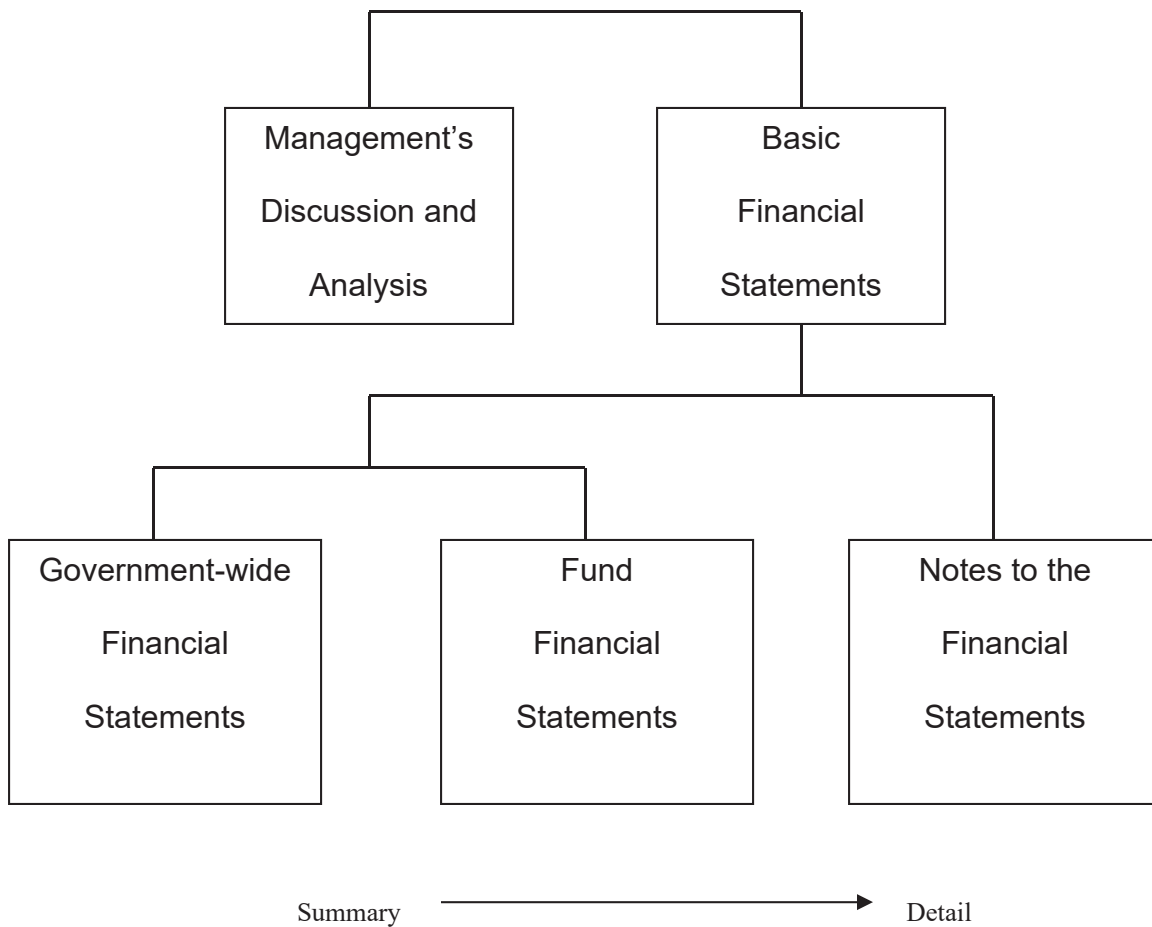 Management’s
Discussion and
Analysis
Basic
Financial
Statements
Government-wide
Financial
Statements
Fund
Financial
Statements
Notes to the
Financial
Statements
Summary
Detail